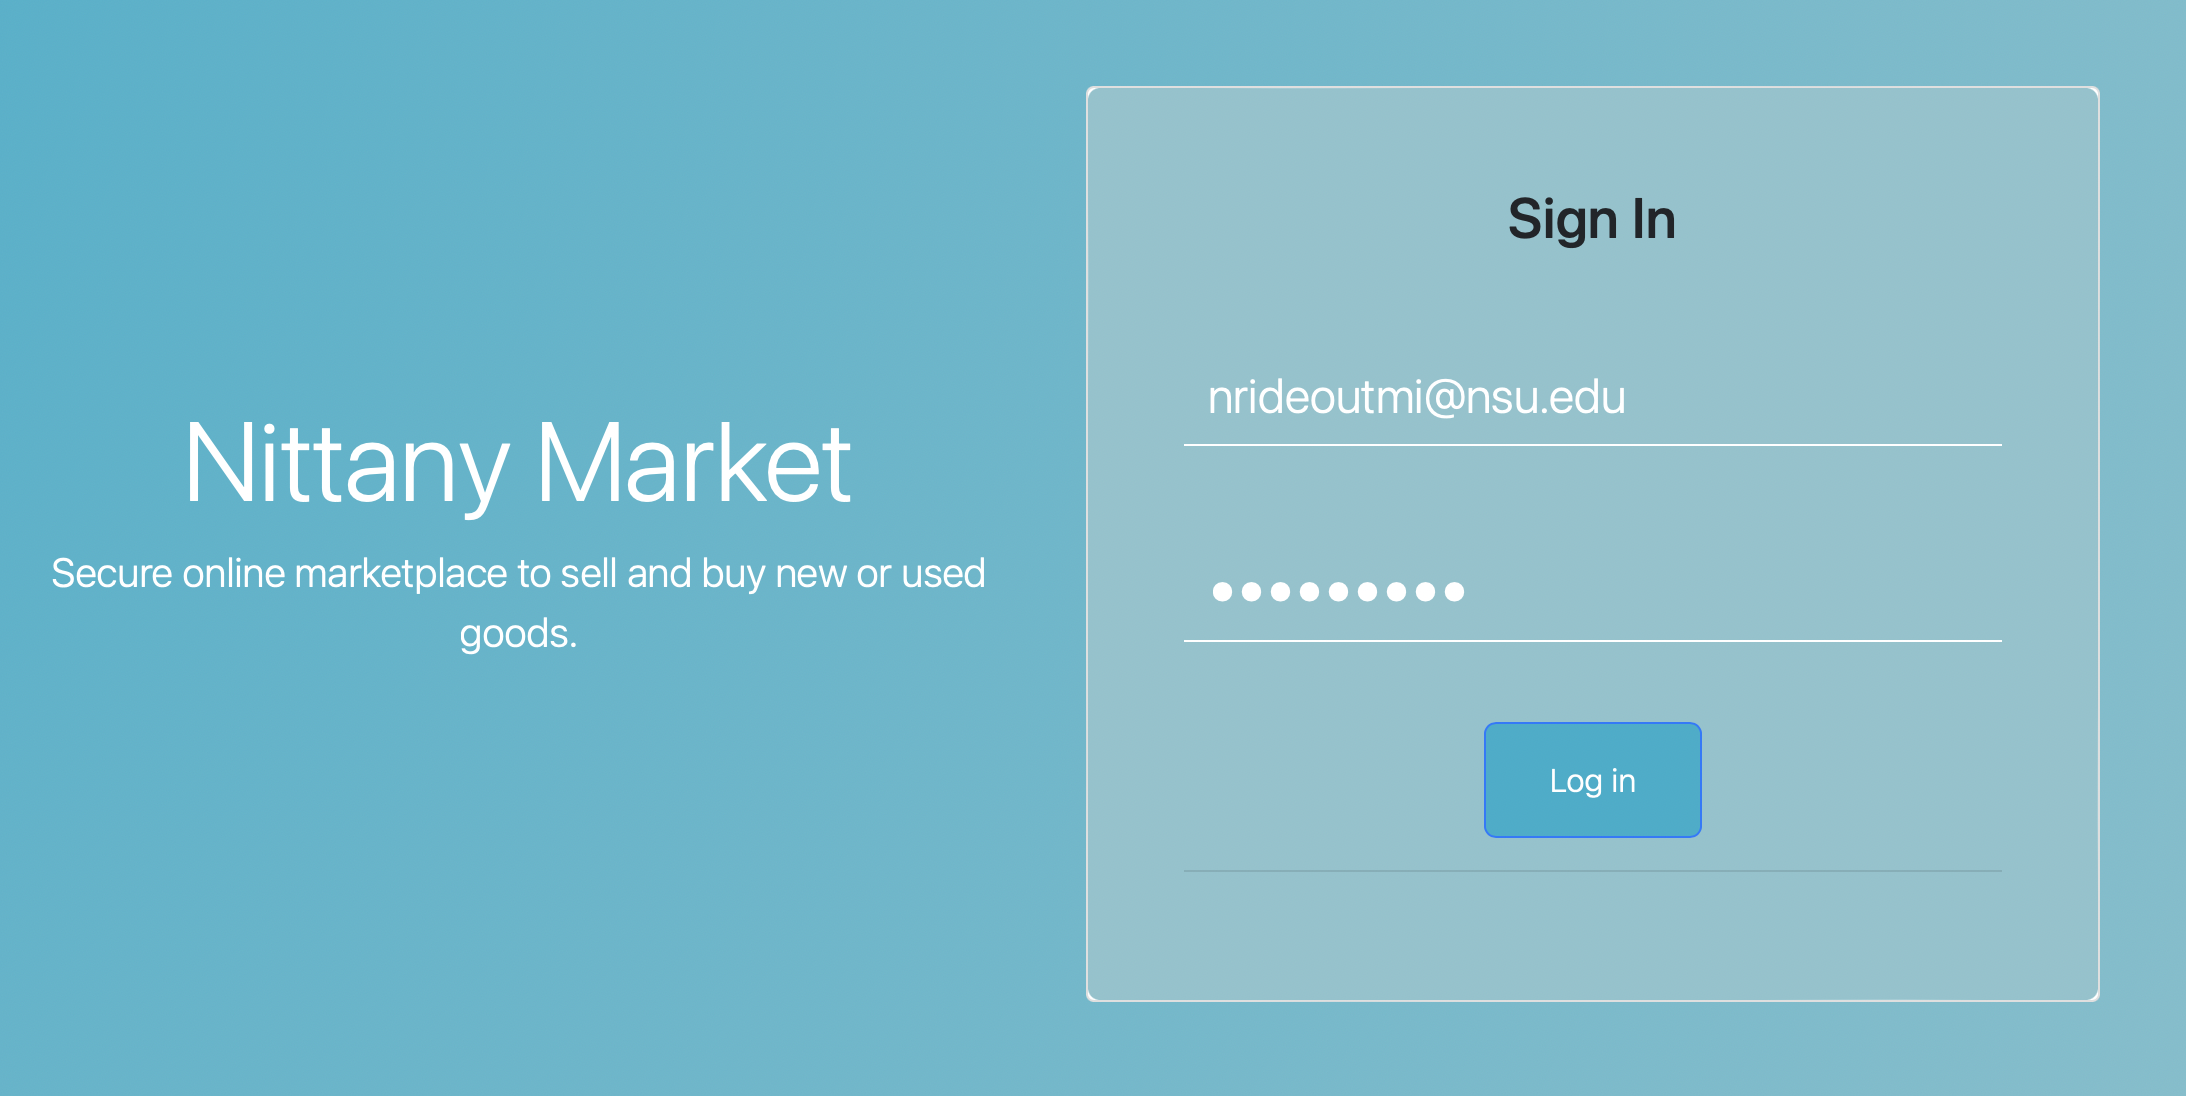 Nittany Market
Secure online marketplace to sell and buy new or used
goods.
Sign In
nrideoutmi@nsu.edu
•••••••••
Log in